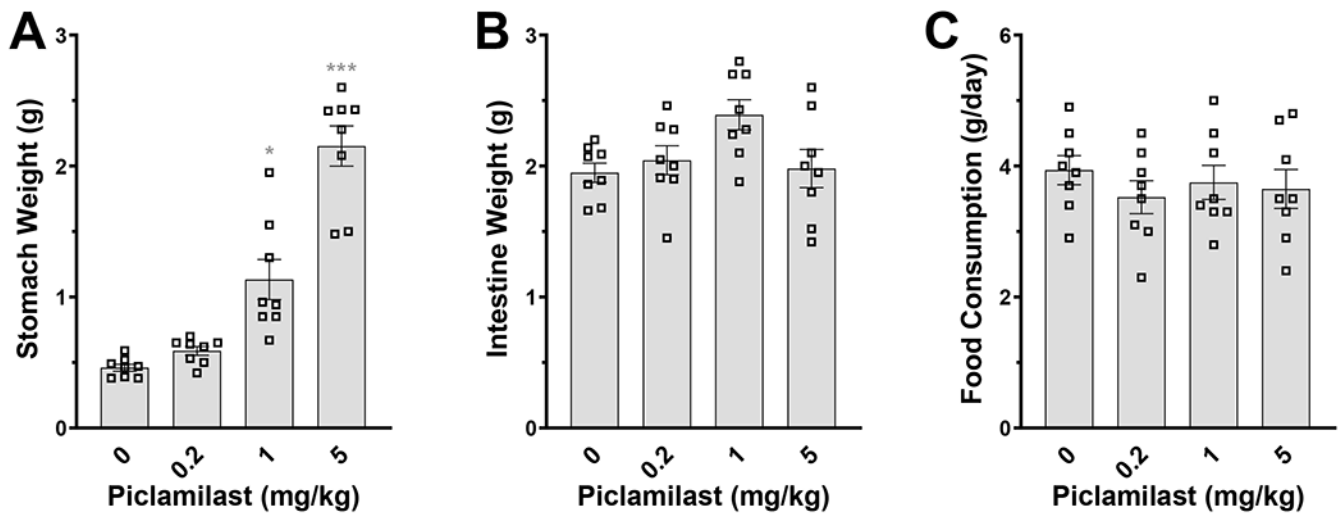 A
Stomach Weight (g)
3
2
1
0
*
***
0
0.2
1
5
Piclamilast (mg/kg)
B
Intestine Weight (g)
3
2
1
0
0
0.2
1
5
Piclamilast (mg/kg)
C
Food Consumption (g/day)
6
4
2
0
0
0.2
1
5
Piclamilast (mg/kg)